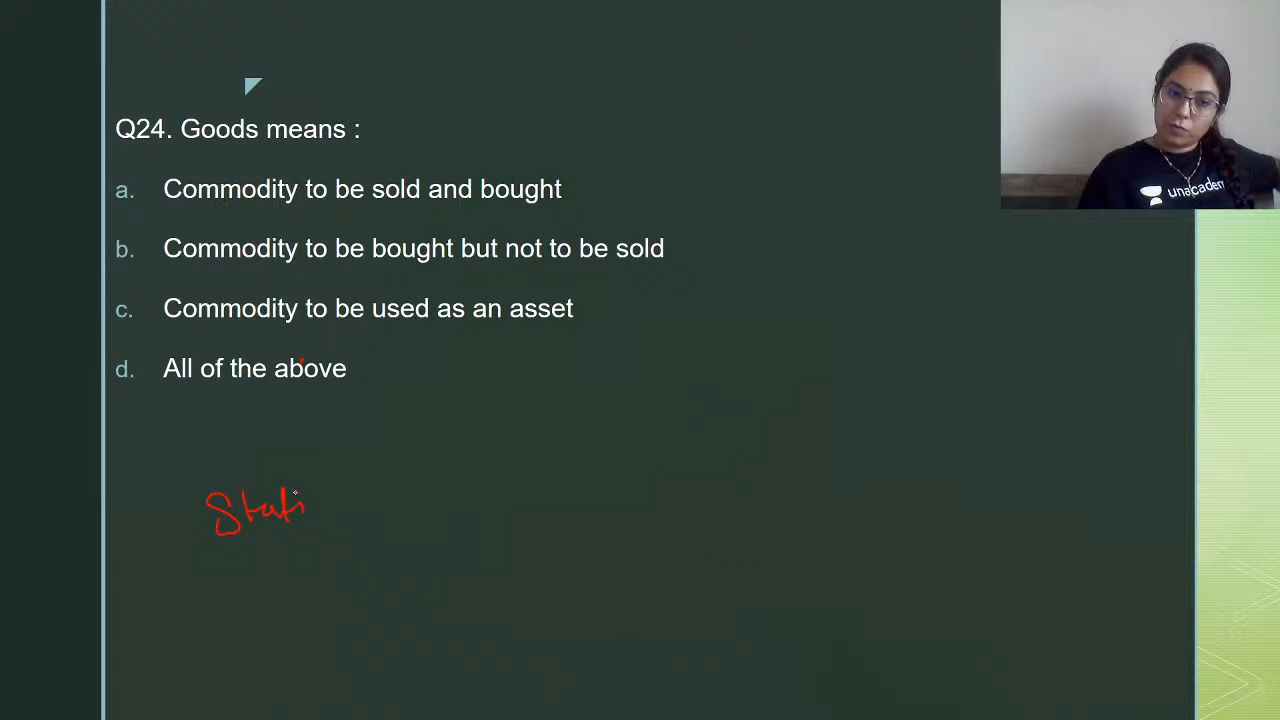 Q24. Goods means :
a. Commodity to be sold and bought
b. Commodity to be bought but not to be sold
c. Commodity to be used as an asset
d. All of the above
Stati
unacadem